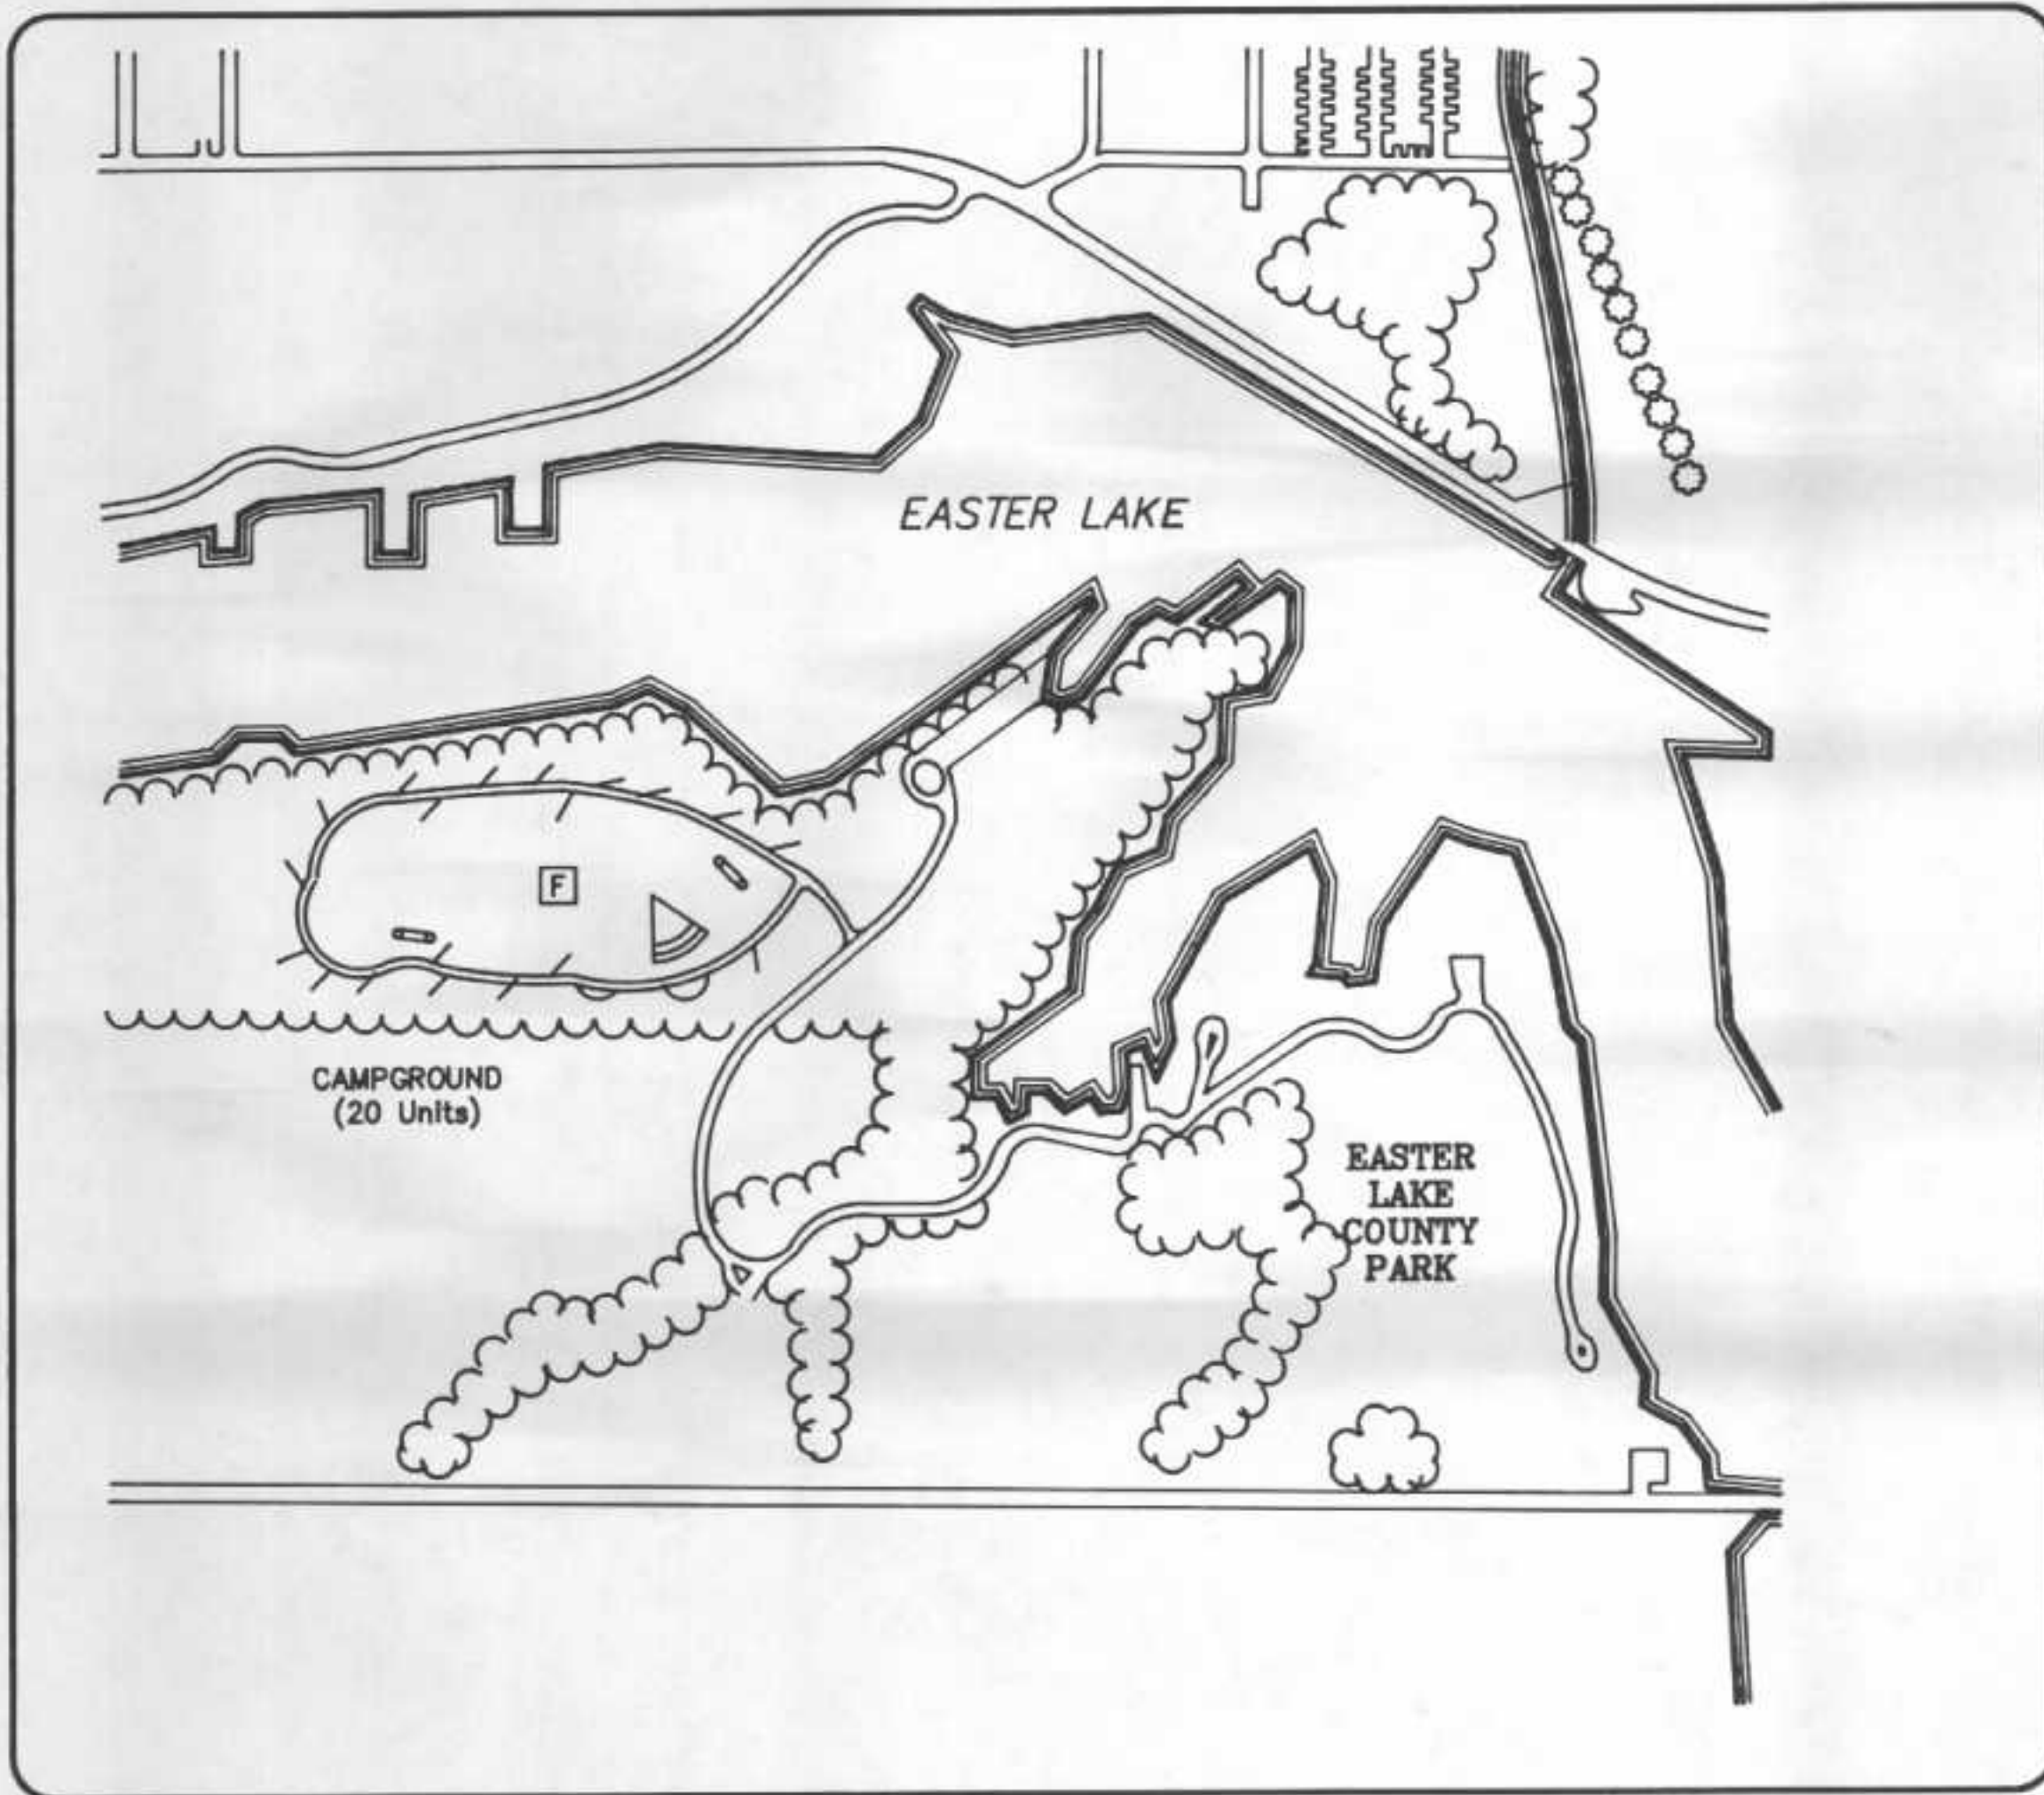 EASTER LAKE
F
CAMPGROUND
(20 Units)
EASTER
LAKE
COUNTY
PARK